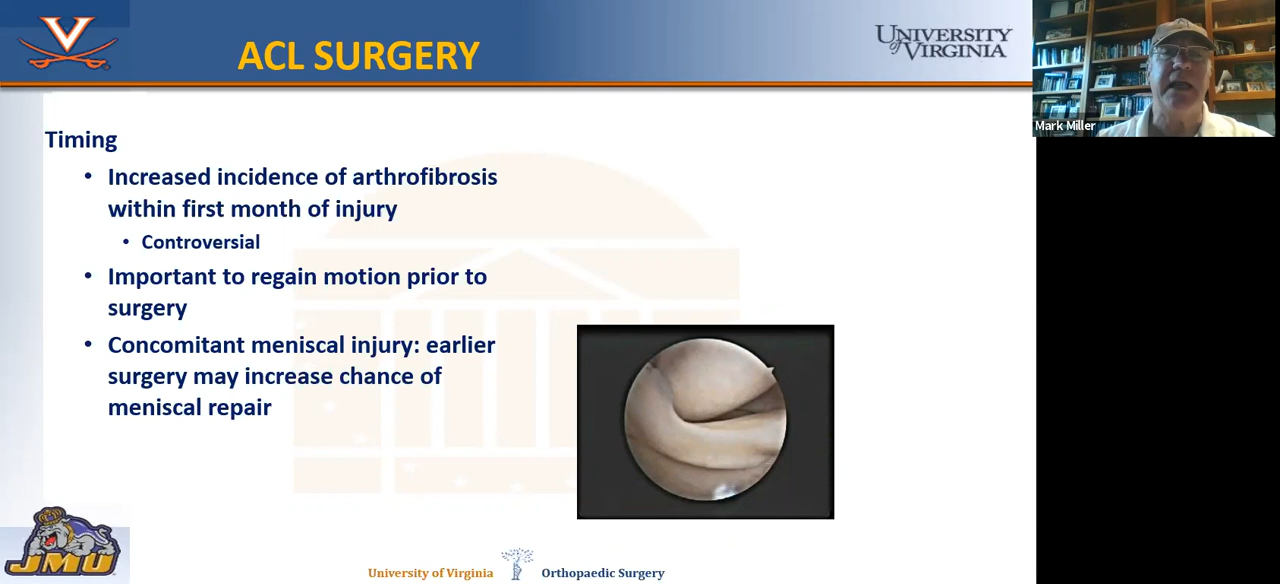 ACL SURGERY
UNIVERSITY
of VIRGINIA
Mark Miller
Timing
• Increased incidence of arthrofibrosis
within first month of injury
• Controversial
• Important to regain motion prior to
surgery
• Concomitant meniscal injury: earlier
surgery may increase chance of
meniscal repair
JMU
University of Virginia Orthopaedic Surgery